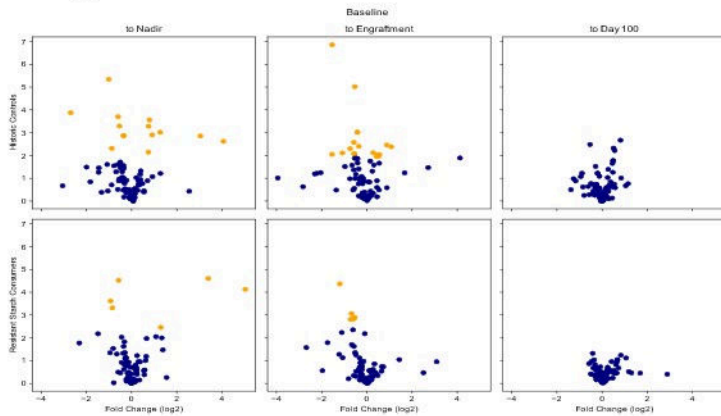 Baseline
to Nadir
to Engraftment
to Day 100
Historic Controls
7
6
5
4
3
2
1
0
Resistant Starch Consumers
7
6
5
4
3
2
1
0
−4 −2 0 2 4
−4 −2 0 2 4
−4 −2 0 2 4
Fold Change (log2)
Fold Change (log2)
Fold Change (log2)